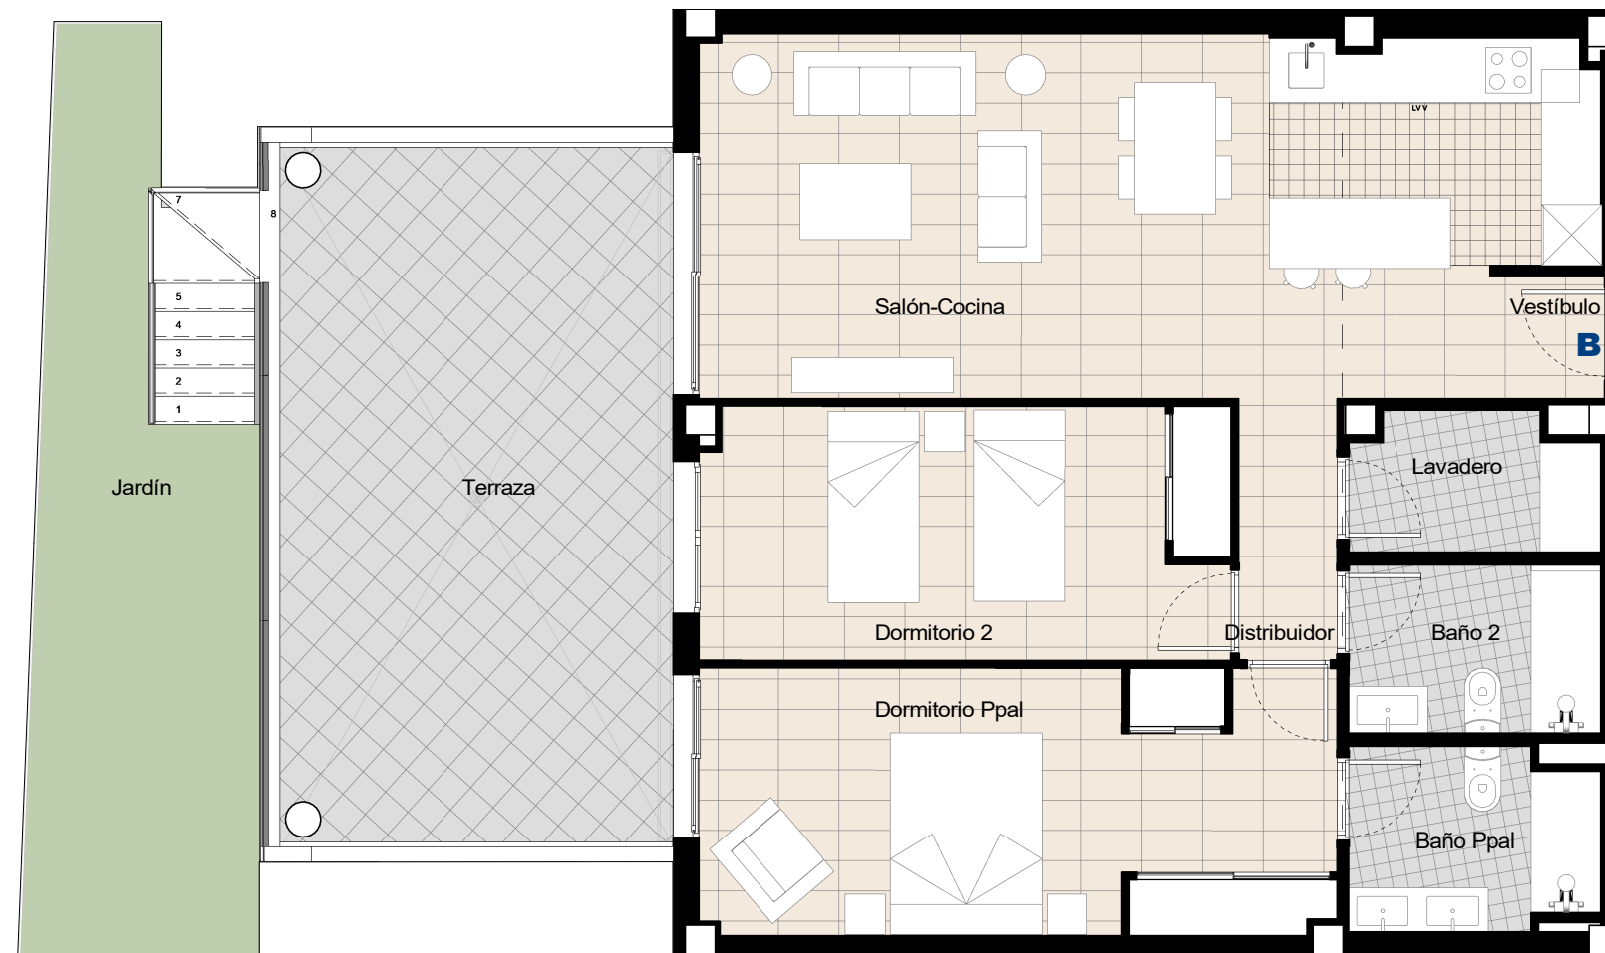 LVV
7
8
5
4
3
2
1
Salón-Cocina
Vestíbulo
B
Jardín
Terraza
Lavadero
Dormitorio 2
Distribuidor
Baño 2
Dormitorio Ppal
Baño Ppal